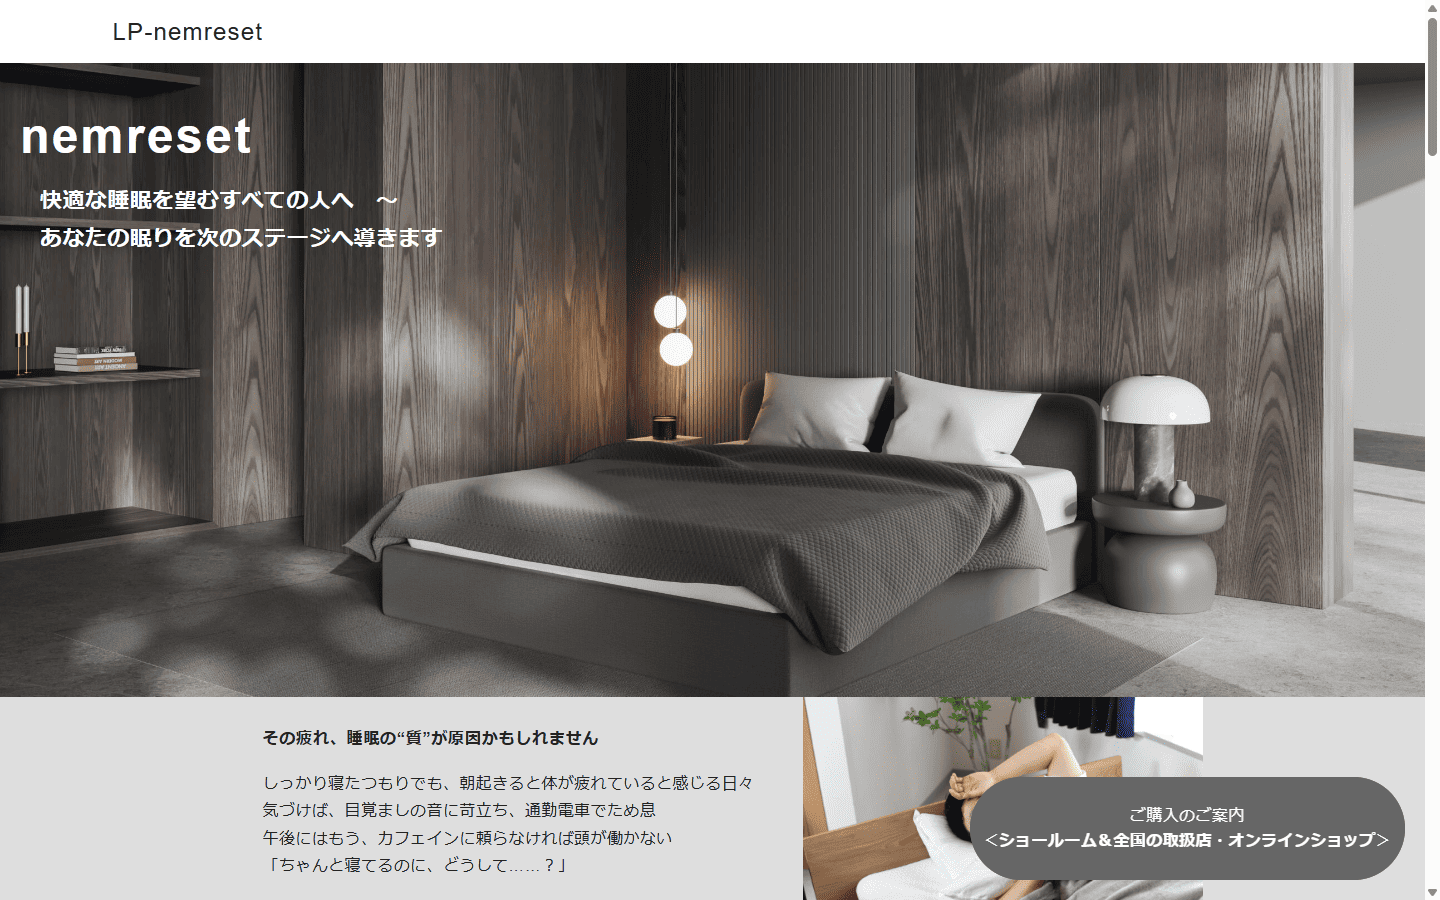 LP-nemreset
nemreset
快適な睡眠を望むすべての人へ　～
あなたの眠りを次のステージへ導きます
その疲れ、睡眠の“質”が原因かもしれません
しっかり寝たつもりでも、朝起きると体が疲れていると感じる日々
気づけば、目覚ましの音に苛立ち、通勤電車でため息
午後にはもう、カフェインに頼らなければ頭が働かない
「ちゃんと寝てるのに、どうして……？」
ご購入のご案内
＜ショールーム＆全国の取扱店・オンラインショップ＞